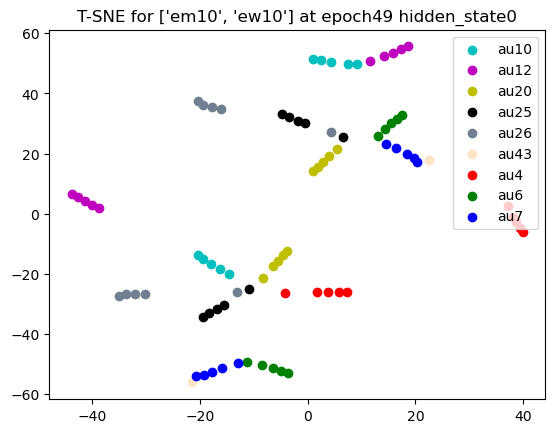 T-SNE for ['em10', 'ew10'] at epoch49 hidden_state0
60
40
20
0
−20
−40
−60
−40
−20
0
20
40
au10
au12
au20
au25
au26
au43
au4
au6
au7